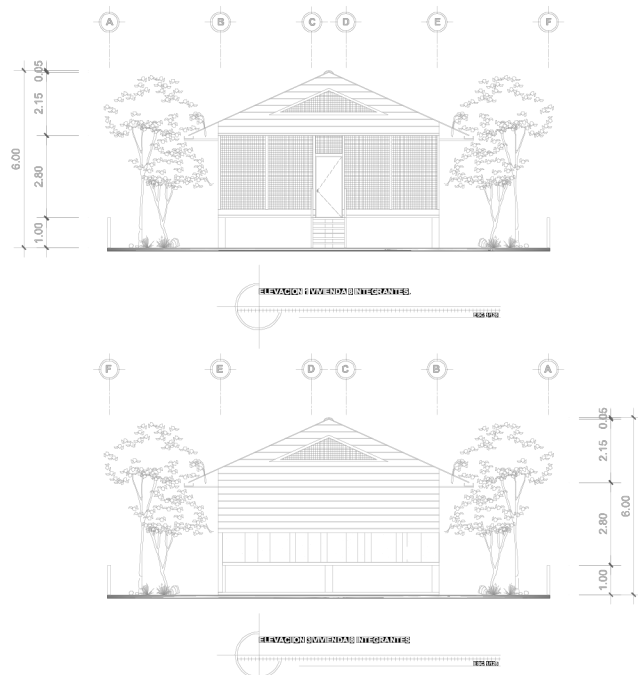 A B C D E F
0.05
2.15
6.00
2.80
1.00
ELEVACION 1 VIVIENDA 8 INTEGRANTES.
F E D C B A
0.05
2.15
6.00
2.80
1.00
ELEVACION 3 VIVIENDA 8 INTEGRANTES